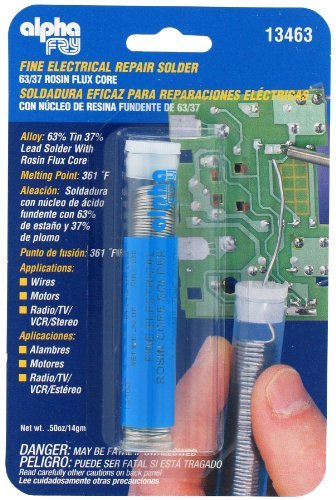 alpha
FRY
13463
FINE ELECTRICAL REPAIR SOLDER
63/37 ROSIN FLUX CORE
SOLDADURA EFICAZ PARA REPARACIONES ELÉCTRICAS
CON NÚCLEO DE RESINA FUNDENTE DE 63/37
Alloy: 63% Tin 37%
Lead Solder With
Rosin Flux Core
Melting Point: 361 °F
Aleación: Soldadura
con núcleo de ácido
fundente con 63%
de estaño y 37%
de plomo
Punto de fusión: 361 °F
Applications:
• Wires
• Motors
• Radio/TV/
VCR/Stereo
Aplicaciones:
• Alambres
• Motores
• Radio/TV/
VCR/Estéreo
FINE ELECTRICAL
ROSIN CORE SOLDER
Net wt. .50oz/14gm
DANGER: MAY BE FATAL IF
PELIGRO: PUEDE SER FATAL SI ESTÁ TRAGADO
Read carefully other cautions on back panel
Lee cuidadosamente otras precauciones